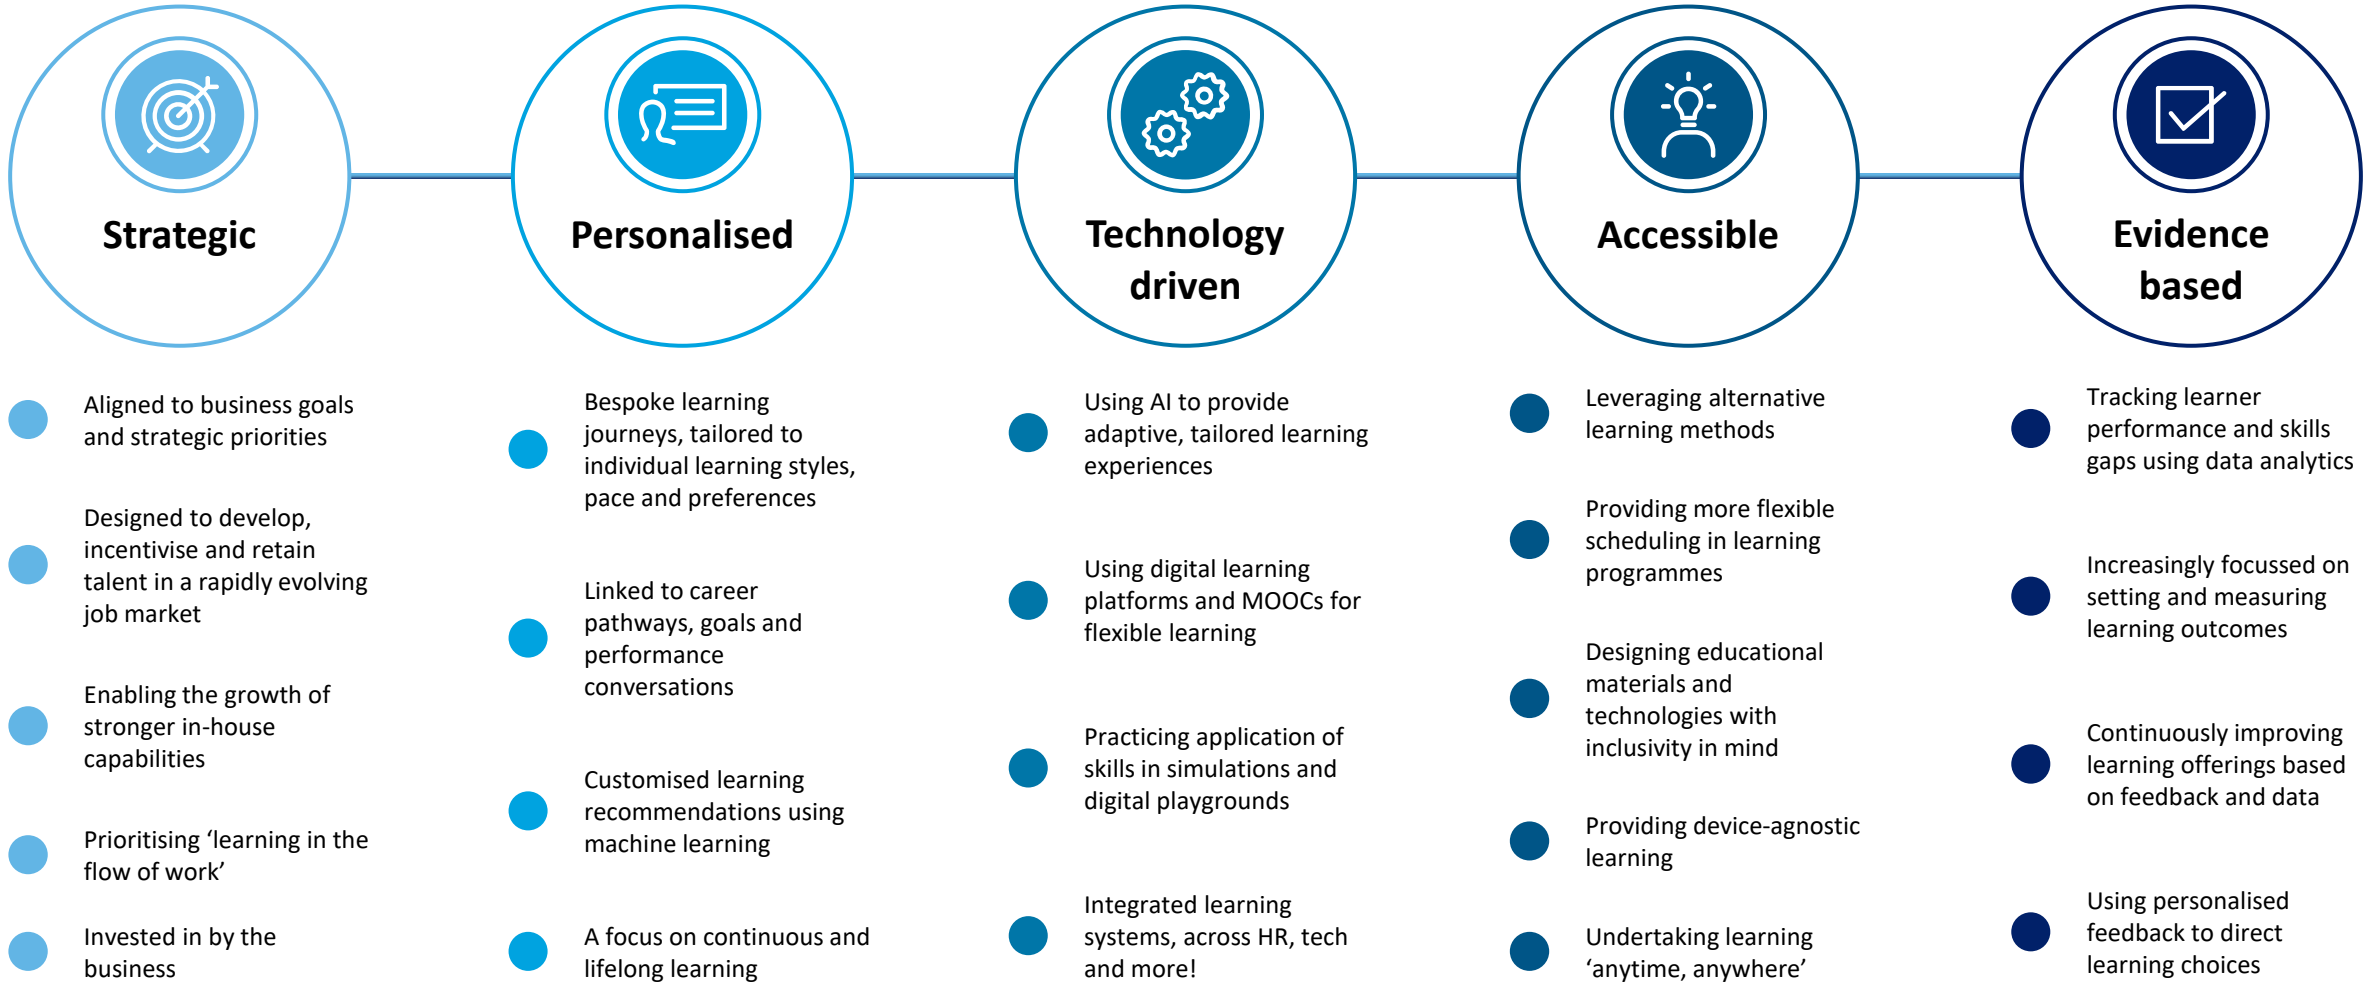 Strategic
Aligned to business goals
and strategic priorities
Designed to develop,
incentivise and retain
talent in a rapidly evolving
job market
Enabling the growth of
stronger in-house
capabilities
Prioritising ‘learning in the
flow of work’
Invested in by the
business
Personalised
Bespoke learning
journeys, tailored to
individual learning styles,
pace and preferences
Linked to career
pathways, goals and
performance
conversations
Customised learning
recommendations using
machine learning
A focus on continuous and
lifelong learning
Technology
driven
Using AI to provide
adaptive, tailored learning
experiences
Using digital learning
platforms and MOOCs for
flexible learning
Practicing application of
skills in simulations and
digital playgrounds
Integrated learning
systems, across HR, tech
and more!
Accessible
Leveraging alternative
learning methods
Providing more flexible
scheduling in learning
programmes
Designing educational
materials and
technologies with
inclusivity in mind
Providing device-agnostic
learning
Undertaking learning
‘anytime, anywhere’
Evidence
based
Tracking learner
performance and skills
gaps using data analytics
Increasingly focussed on
setting and measuring
learning outcomes
Continuously improving
learning offerings based
on feedback and data
Using personalised
feedback to direct
learning choices